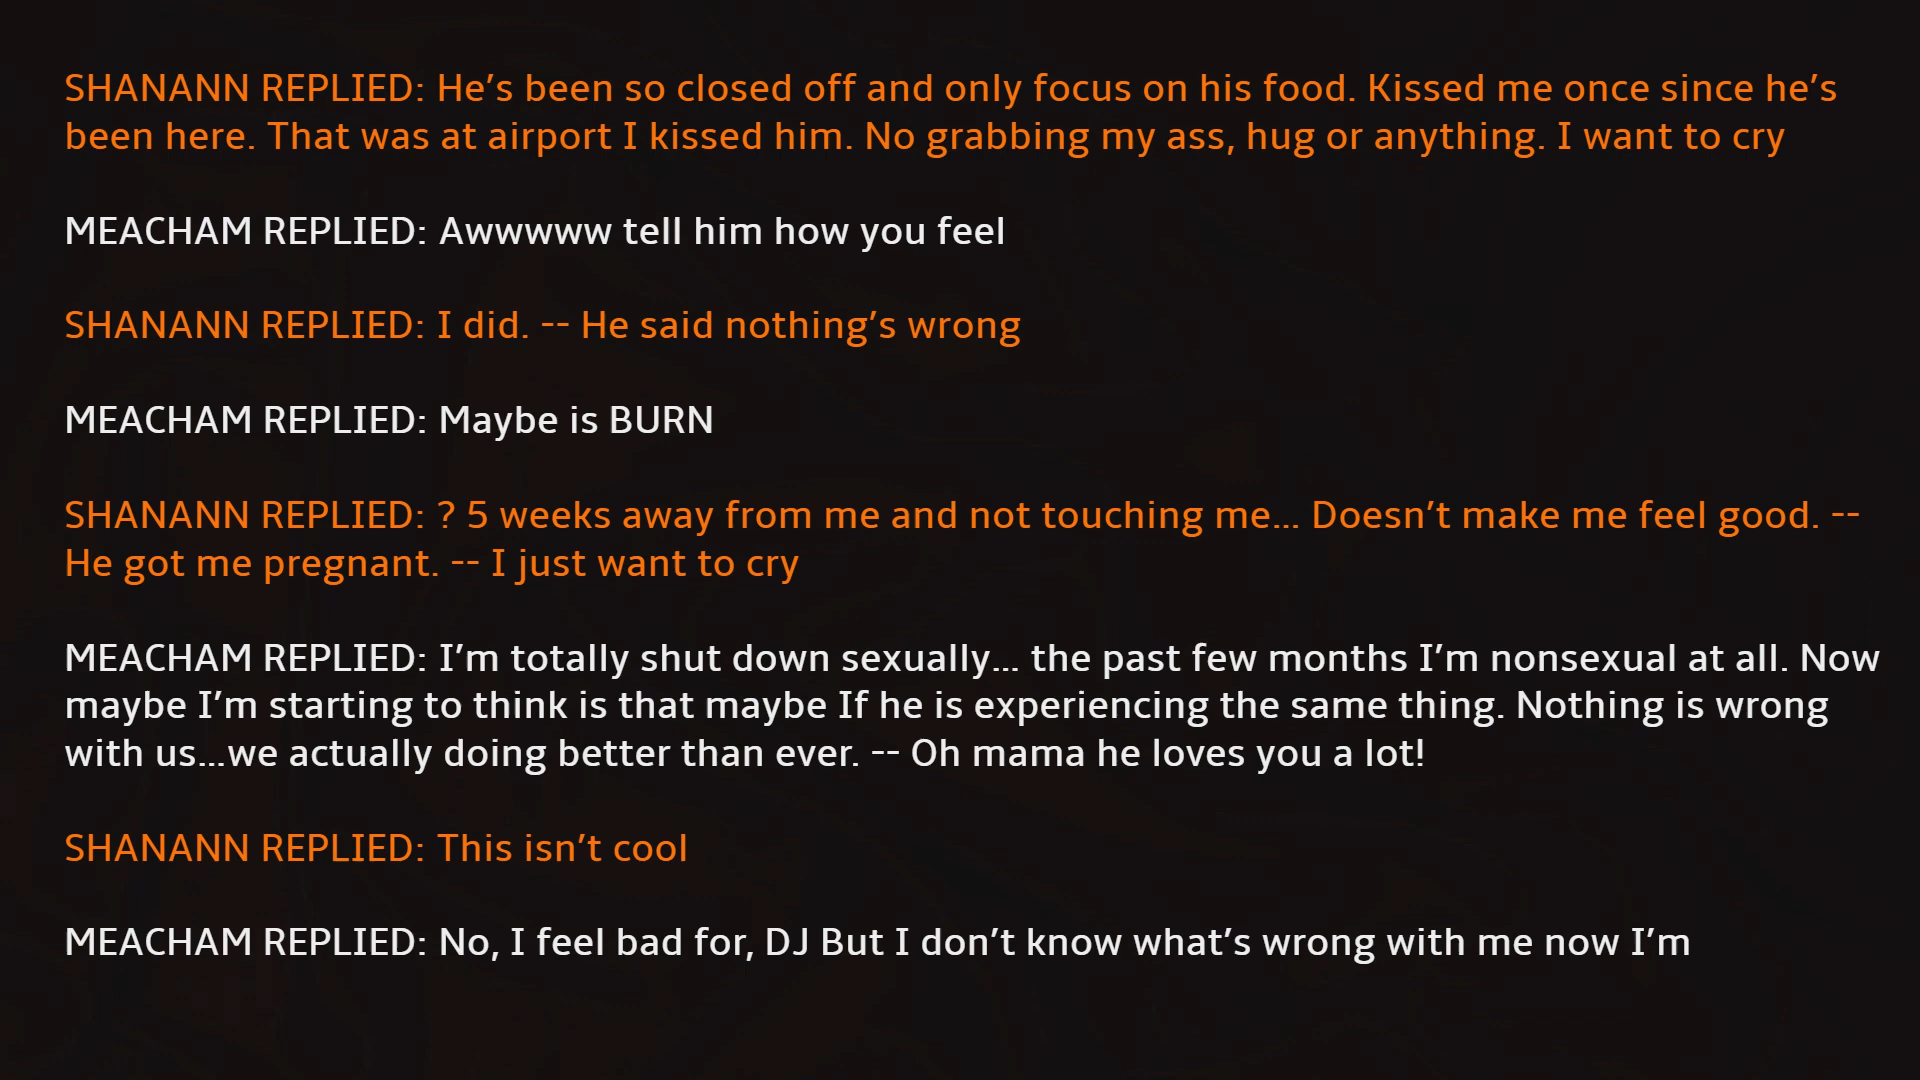 SHANANN REPLIED: He’s been so closed off and only focus on his food. Kissed me once since he’s
been here. That was at airport I kissed him. No grabbing my ass, hug or anything. I want to cry
MEACHAM REPLIED: Awwwww tell him how you feel
SHANANN REPLIED: I did. -- He said nothing’s wrong
MEACHAM REPLIED: Maybe is BURN
SHANANN REPLIED: ? 5 weeks away from me and not touching me... Doesn’t make me feel good. --
He got me pregnant. -- I just want to cry
MEACHAM REPLIED: I’m totally shut down sexually... the past few months I’m nonsexual at all. Now
maybe I’m starting to think is that maybe If he is experiencing the same thing. Nothing is wrong
with us...we actually doing better than ever. -- Oh mama he loves you a lot!
SHANANN REPLIED: This isn’t cool
MEACHAM REPLIED: No, I feel bad for, DJ But I don’t know what’s wrong with me now I’m